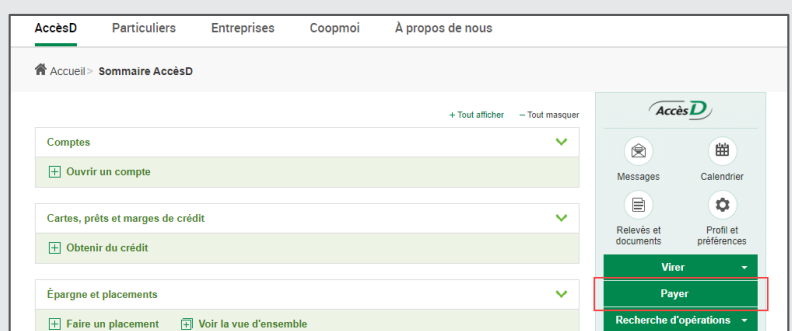 AccèsD Particuliers Entreprises Coopmoi À propos de nous
Accueil > Sommaire AccèsD
+ Tout afficher – Tout masquer
Comptes
Ouvrir un compte
Cartes, prêts et marges de crédit
Obtenir du crédit
Épargne et placements
Faire un placement Voir la vue d'ensemble
AccèsD
Messages Calendrier
Relevés et documents
Profil et préférences
Virer
Payer
Recherche d'opérations